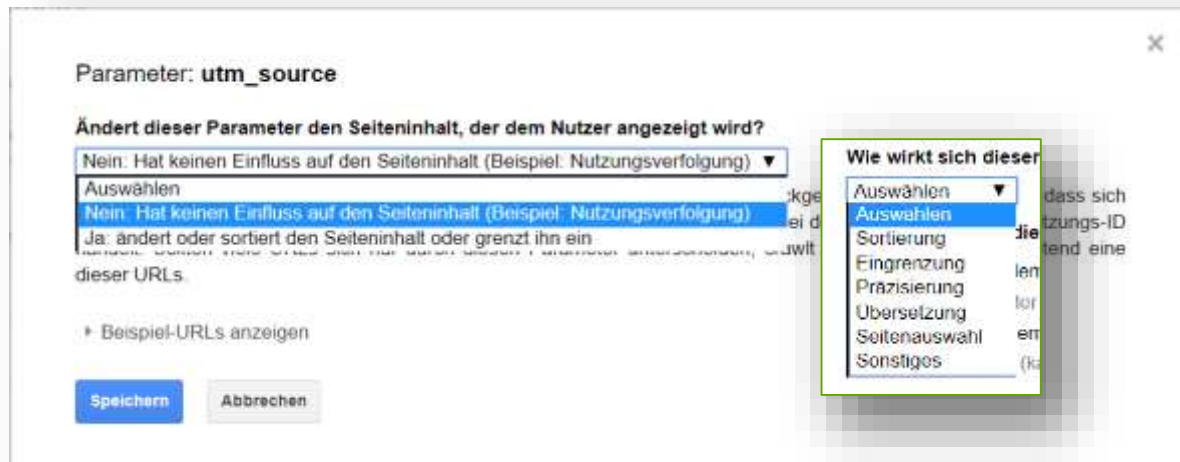 Parameter: utm_source
Ändert dieser Parameter den Seiteninhalt, der dem Nutzer angezeigt wird?
Nein: Hat keinen Einfluss auf den Seiteninhalt (Beispiel: Nutzungsverfolgung) ▼
Auswählen
Nein: Hat keinen Einfluss auf den Seiteninhalt (Beispiel: Nutzungsverfolgung)
Ja: ändert oder sortiert den Seiteninhalt oder grenzt ihn ein
dass sich
tzungs-ID
tend eine
dieser URLs.
Beispiel-URLs anzeigen
Speichern
Abbrechen
Wie wirkt sich dieser
Auswählen ▼
Auswählen
Sortierung
Eingrenzung
Präzisierung
Übersetzung
Seitenauswahl
Sonstiges